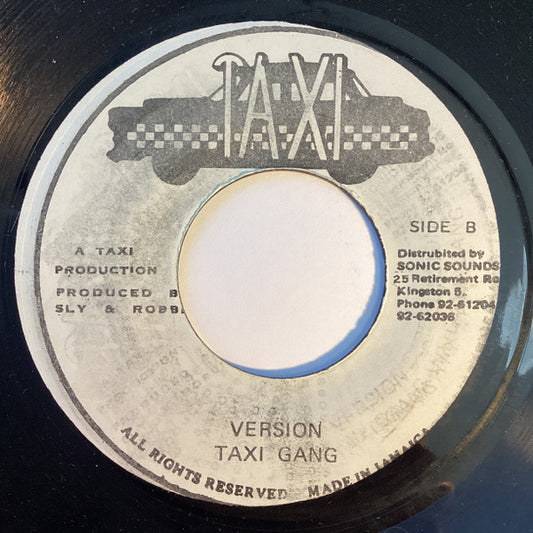 TAXI
SIDE B
A TAXI
PRODUCTION
PRODUCED B
SLY & ROBB
Distrubited by
SONIC SOUNDS
25 Retirement Ro
Kingston 5.
Phone 92-61204
92-62036
VERSION
TAXI GANG
ALL RIGHTS RESERVED MADE IN JAMAICA